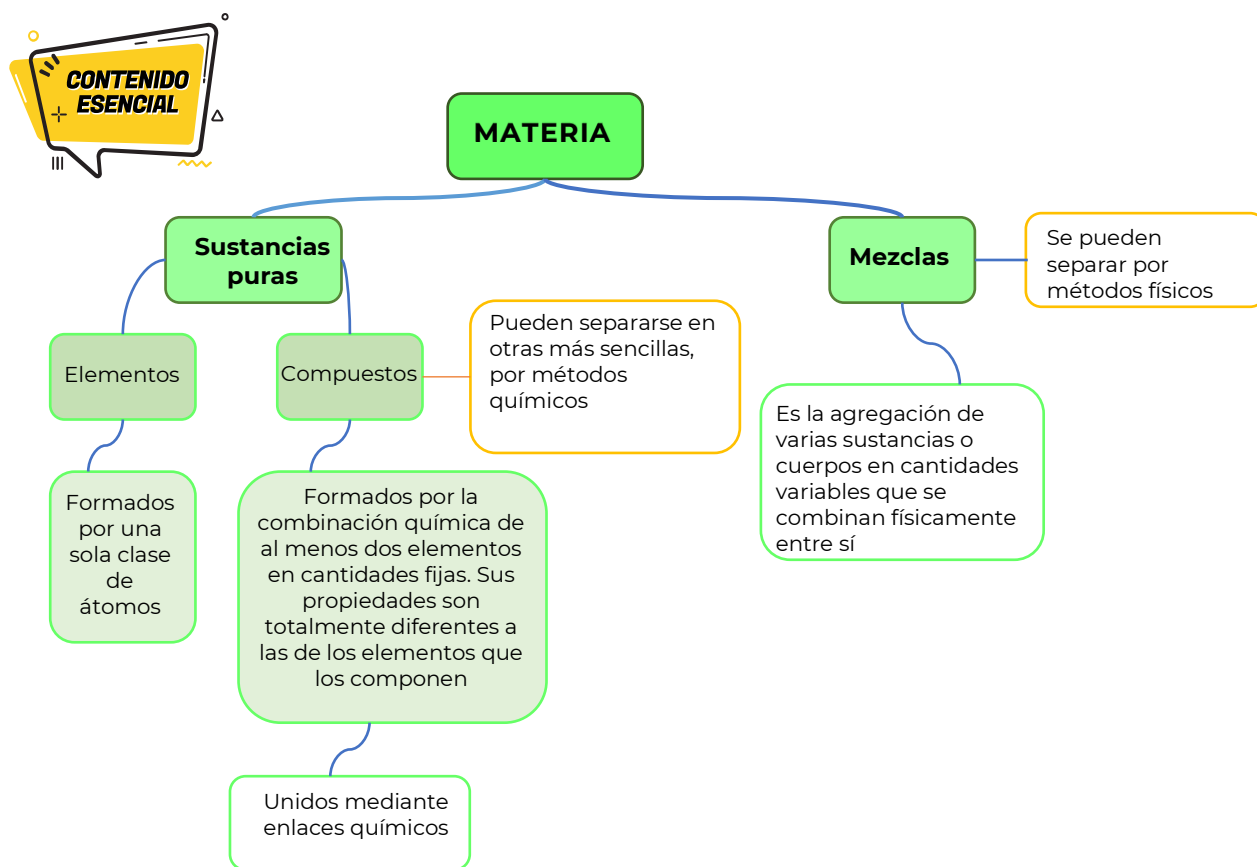 CONTENIDO
ESENCIAL
MATERIA
Sustancias
puras
Mezclas
Se pueden
separar por
métodos físicos
Elementos
Compuestos
Pueden separarse en
otras más sencillas,
por métodos
químicos
Es la agregación de
varias sustancias o
cuerpos en cantidades
variables que se
combinan físicamente
entre sí
Formados
por una
sola clase
de
átomos
Formados por la
combinación química de
al menos dos elementos
en cantidades fijas. Sus
propiedades son
totalmente diferentes a
las de los elementos que
los componen
Unidos mediante
enlaces químicos